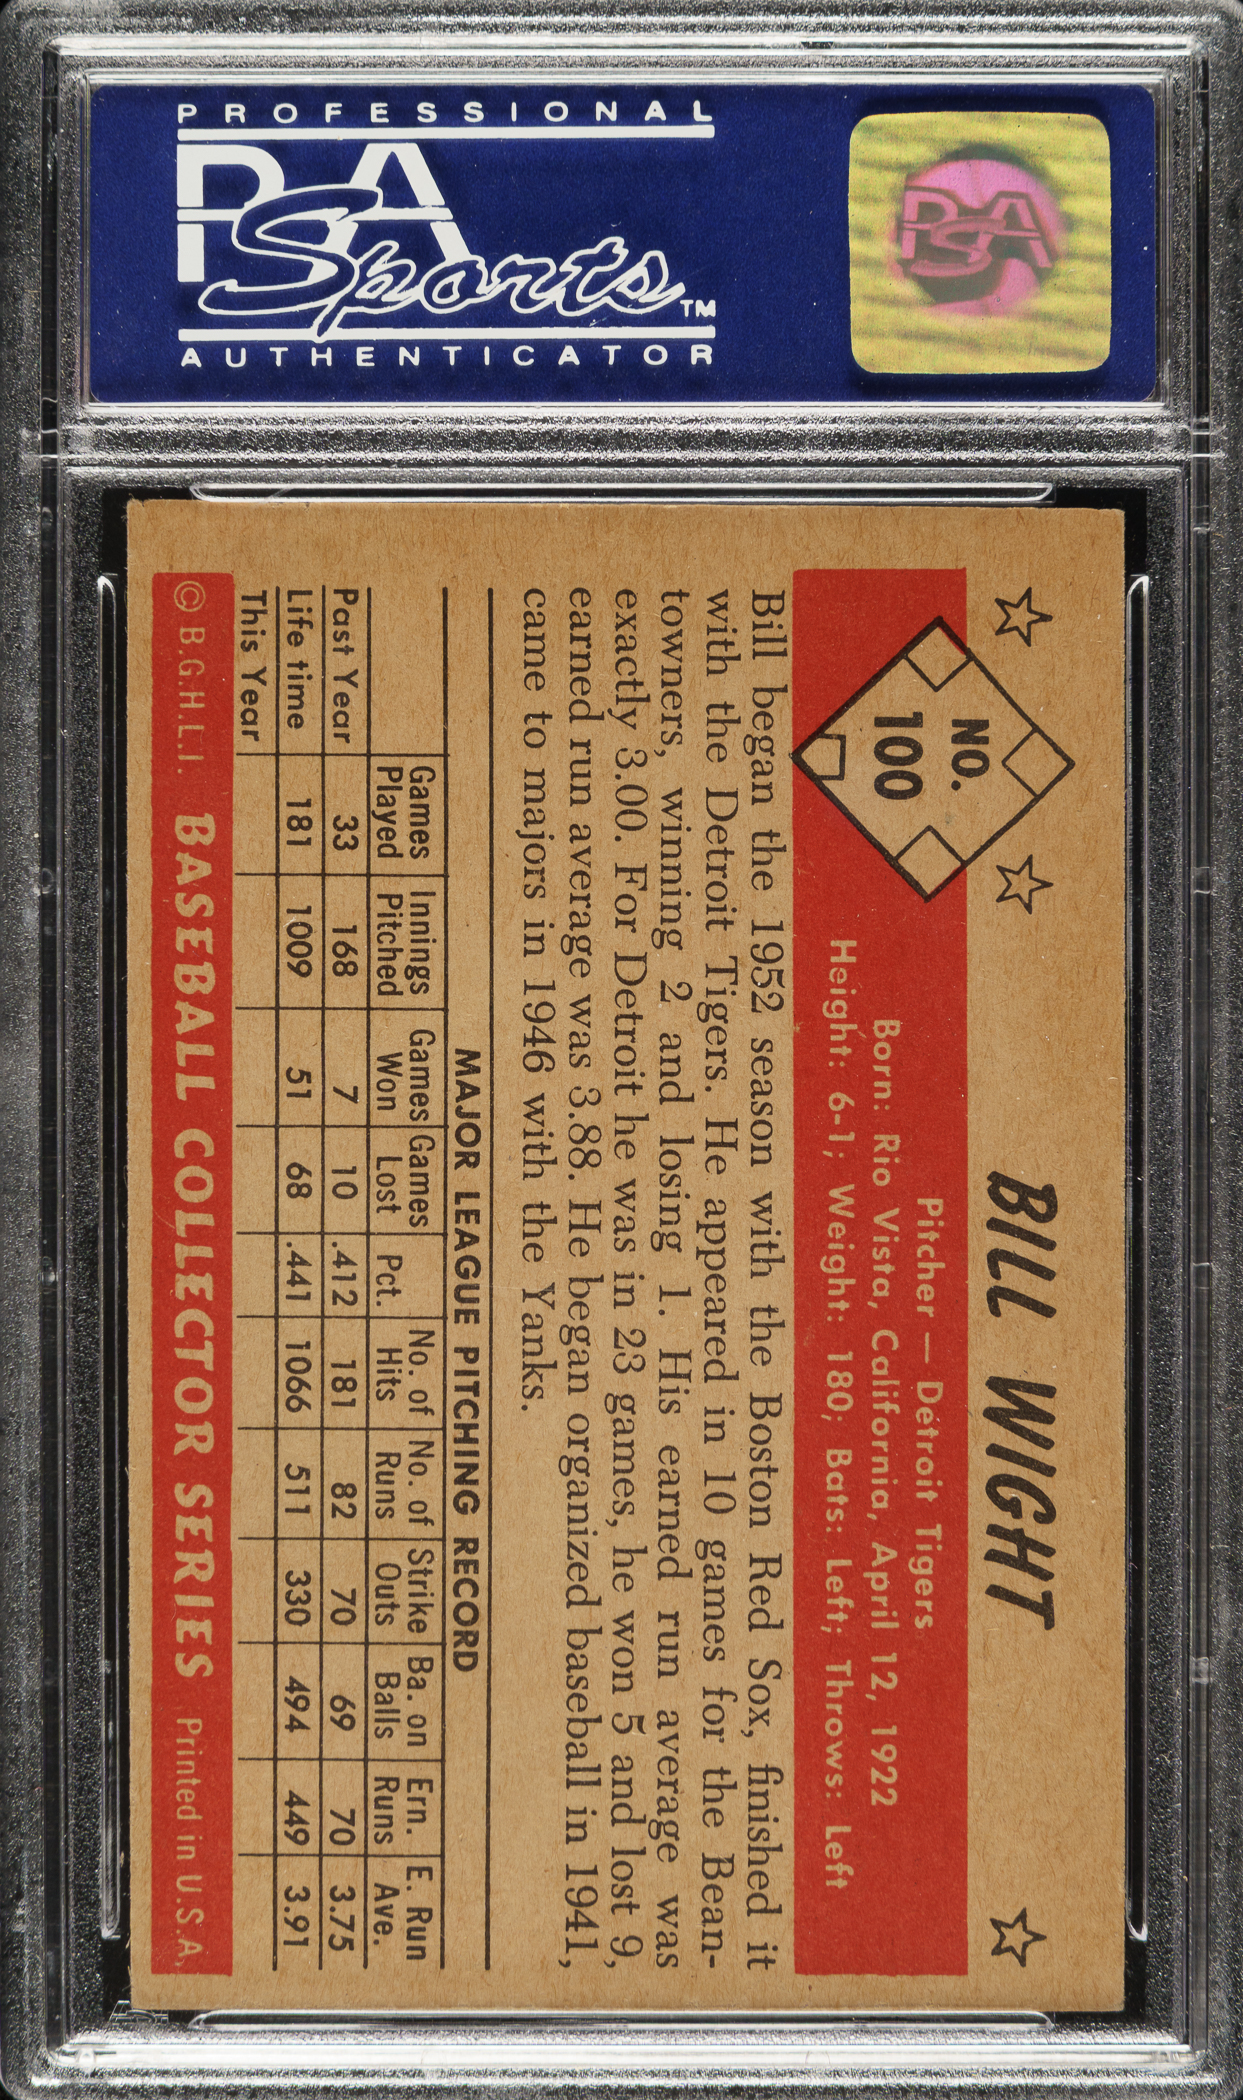 PROFESSIONAL
PSA
Sports TM
AUTHENTICATOR
PSA
NO.
100
BILL WIGHT
Pitcher — Detroit Tigers
Born: Rio Vista, California, April 12, 1922
Height: 6-1; Weight: 180; Bats: Left; Throws: Left
Bill began the 1952 season with the Boston Red Sox, finished it
with the Detroit Tigers. He appeared in 10 games for the Bean-
towners, winning 2 and losing 1. His earned run average was
exactly 3.00. For Detroit he was in 23 games, he won 5 and lost 9,
earned run average was 3.88. He began organized baseball in 1941,
came to majors in 1946 with the Yanks.
MAJOR LEAGUE PITCHING RECORD
Games Innings Games Games No. of No. of Strike Ba. on Ern. E. Run
Played Pitched Won Lost Pct. Hits Runs Outs Balls Runs Ave.
Past Year 33 168 7 10 .412 181 82 70 69 70 3.75
Life time 181 1009 51 68 .441 1066 511 330 494 449 3.91
This Year
© B.G.H.L.I. BASEBALL COLLECTOR SERIES Printed in U.S.A.